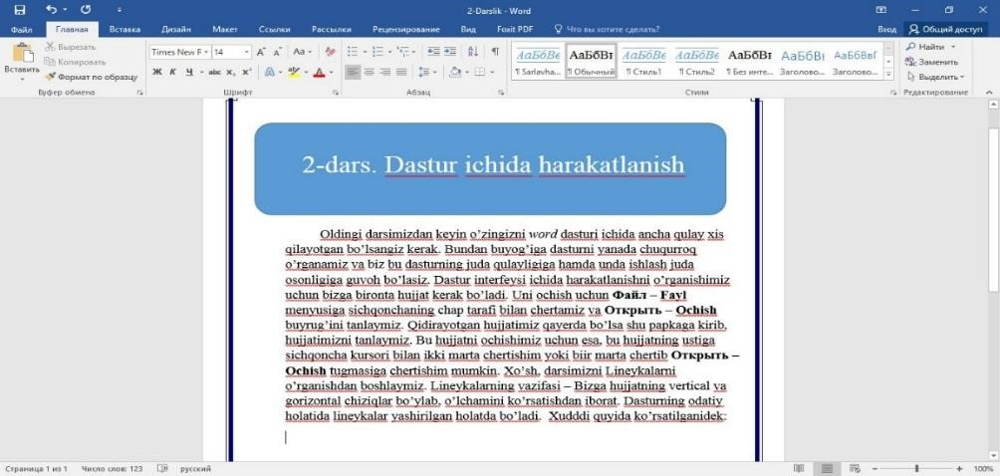 2-Darslik - Word
Файл Главная Вставка Дизайн Макет Ссылки Рассылки Рецензирование Вид Foxit PDF Что вы хотите сделать? Вход Общий доступ
Вставить
Вырезать
Копировать
Формат по образцу
Буфер обмена
Times New F 14
Ж К Ч abc x₂ x²
Шрифт
Абзац
АаБбВв АаБбВв АаБбВв АаБбВв АаБбВв АаБбВв АаБбВвГ
¶ Sarlavha... ¶ Обычный ¶ Стиль1 ¶ Стиль2 ¶ Без инте... Заголово... Заголово...
Стили
Найти
Заменить
Выделить
Редактирование
2-dars. Dastur ichida harakatlanish
Oldingi darsimizdan keyin o’zingizni word dasturi ichida ancha qulay xis
qilayotgan bo’lsangiz kerak. Bundan buyog’iga dasturni yanada chuqurroq
o’rganamiz va biz bu dasturning juda qulayligiga hamda unda ishlash juda
osonligiga guvoh bo’lasiz. Dastur interfeysi ichida harakatlanishni o’rganishimiz
uchun bizga bironta hujjat kerak bo’ladi. Uni ochish uchun Файл – Fayl
menyusiga sichqonchaning chap tarafi bilan chertamiz va Открыть – Ochish
buyrug’ini tanlaymiz. Qidirayotgan hujjatimiz qayerda bo’lsa shu papkaga kirib,
hujjatimizni tanlaymiz. Bu hujjatni ochishimiz uchun esa, bu hujjatning ustiga
sichqoncha kursori bilan ikki marta chertishim yoki biir marta chertib Открыть –
Ochish tugmasiga chertishim mumkin. Xo’sh, darsimizni Lineykalarni
o’rganishdan boshlaymiz. Lineykalarning vazifasi – Bizga hujjatning vertical va
gorizontal chiziqlar bo’ylab, o’lchamini ko’rsatishdan iborat. Dasturning odatiy
holatida lineykalar yashirilgan holatda bo’ladi. Xudddi quyida ko’rsatilganidek:
Страница 1 из 1 Число слов: 123 русский 100%